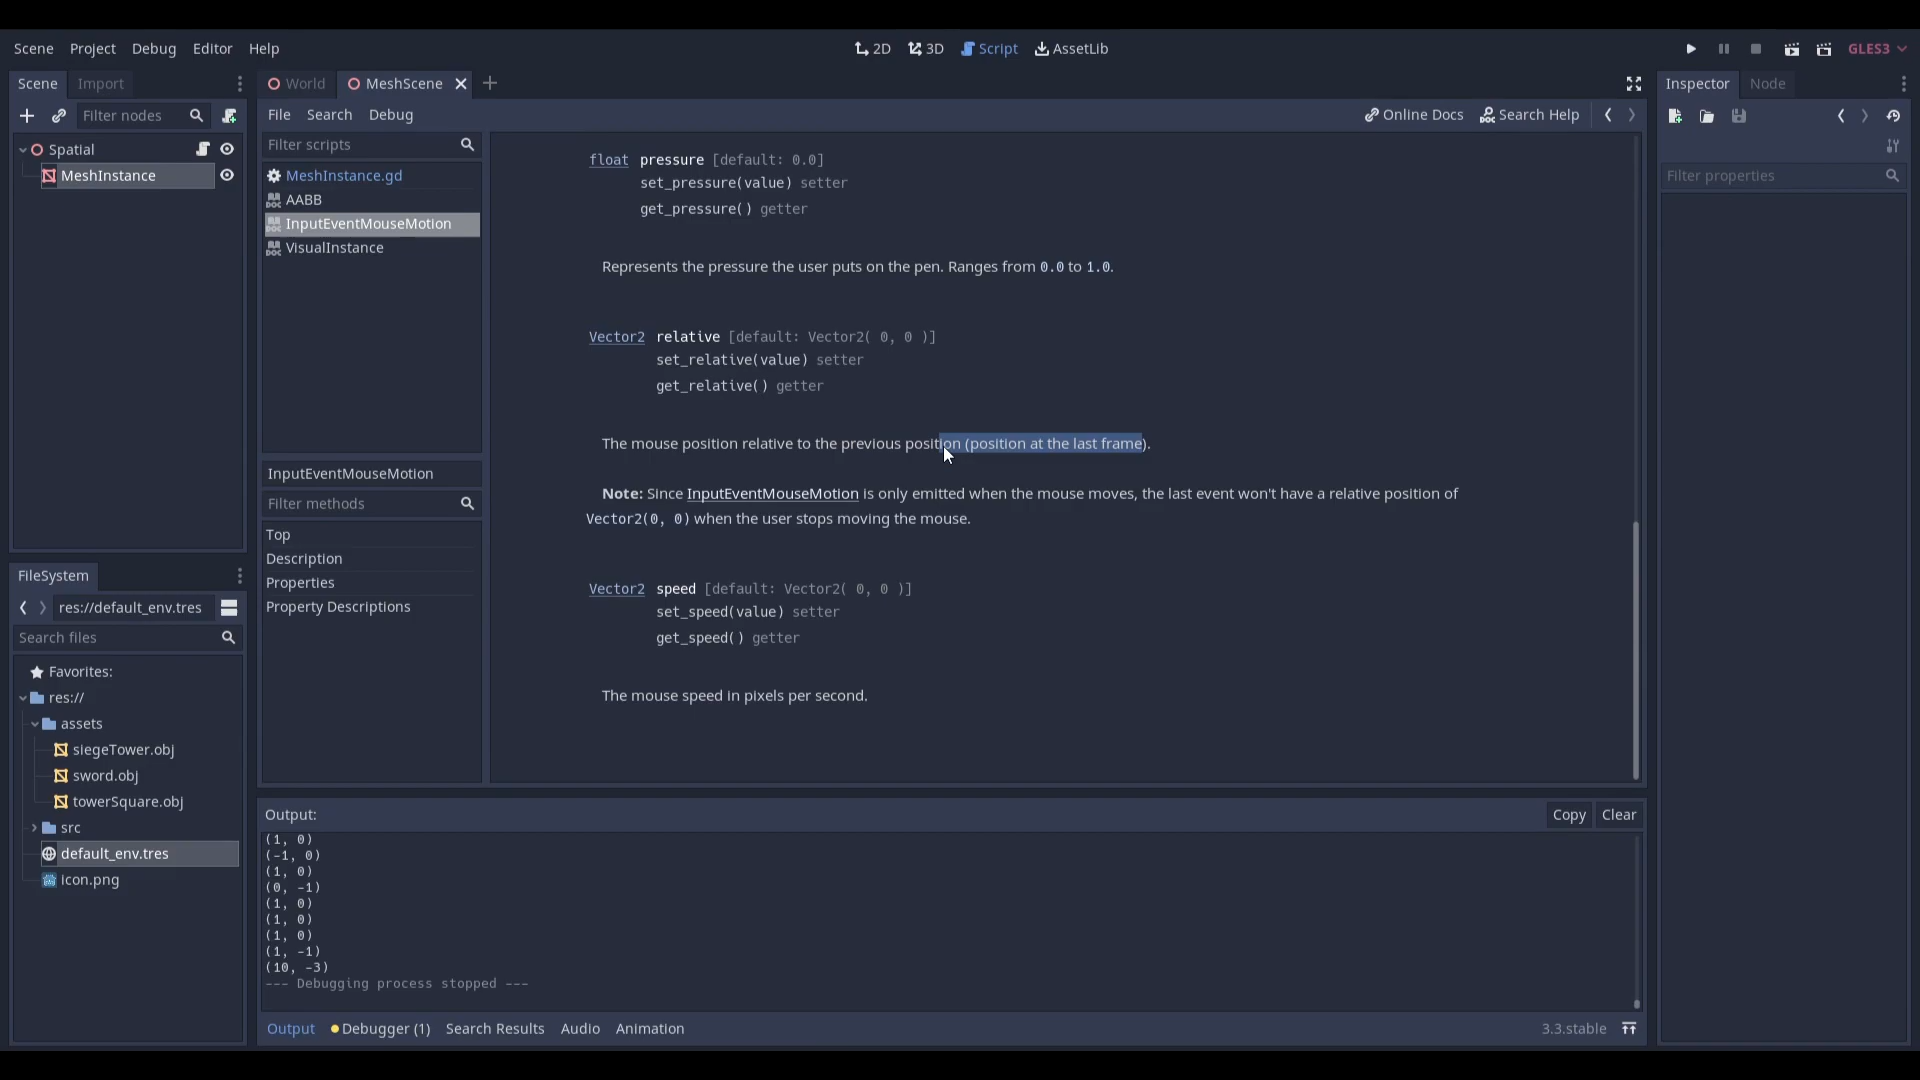 Scene Project Debug Editor Help
2D 3D Script AssetLib
GLES3
Scene Import
Filter nodes
Spatial
MeshInstance
World MeshScene
File Search Debug
Online Docs Search Help
Filter scripts
MeshInstance.gd
AABB
InputEventMouseMotion
VisualInstance
InputEventMouseMotion
Filter methods
Top
Description
Properties
Property Descriptions
float pressure [default: 0.0]
set_pressure(value) setter
get_pressure() getter
Represents the pressure the user puts on the pen. Ranges from 0.0 to 1.0.
Vector2 relative [default: Vector2( 0, 0 )]
set_relative(value) setter
get_relative() getter
The mouse position relative to the previous position (position at the last frame).
Note: Since InputEventMouseMotion is only emitted when the mouse moves, the last event won't have a relative position of
Vector2(0, 0) when the user stops moving the mouse.
Vector2 speed [default: Vector2( 0, 0 )]
set_speed(value) setter
get_speed() getter
The mouse speed in pixels per second.
Inspector Node
Filter properties
FileSystem
res://default_env.tres
Search files
Favorites:
res://
assets
siegeTower.obj
sword.obj
towerSquare.obj
src
default_env.tres
icon.png
Output:
Copy Clear
(1, 0)
(-1, 0)
(1, 0)
(0, -1)
(1, 0)
(1, 0)
(1, 0)
(1, -1)
(10, -3)
--- Debugging process stopped ---
Output Debugger (1) Search Results Audio Animation
3.3.stable